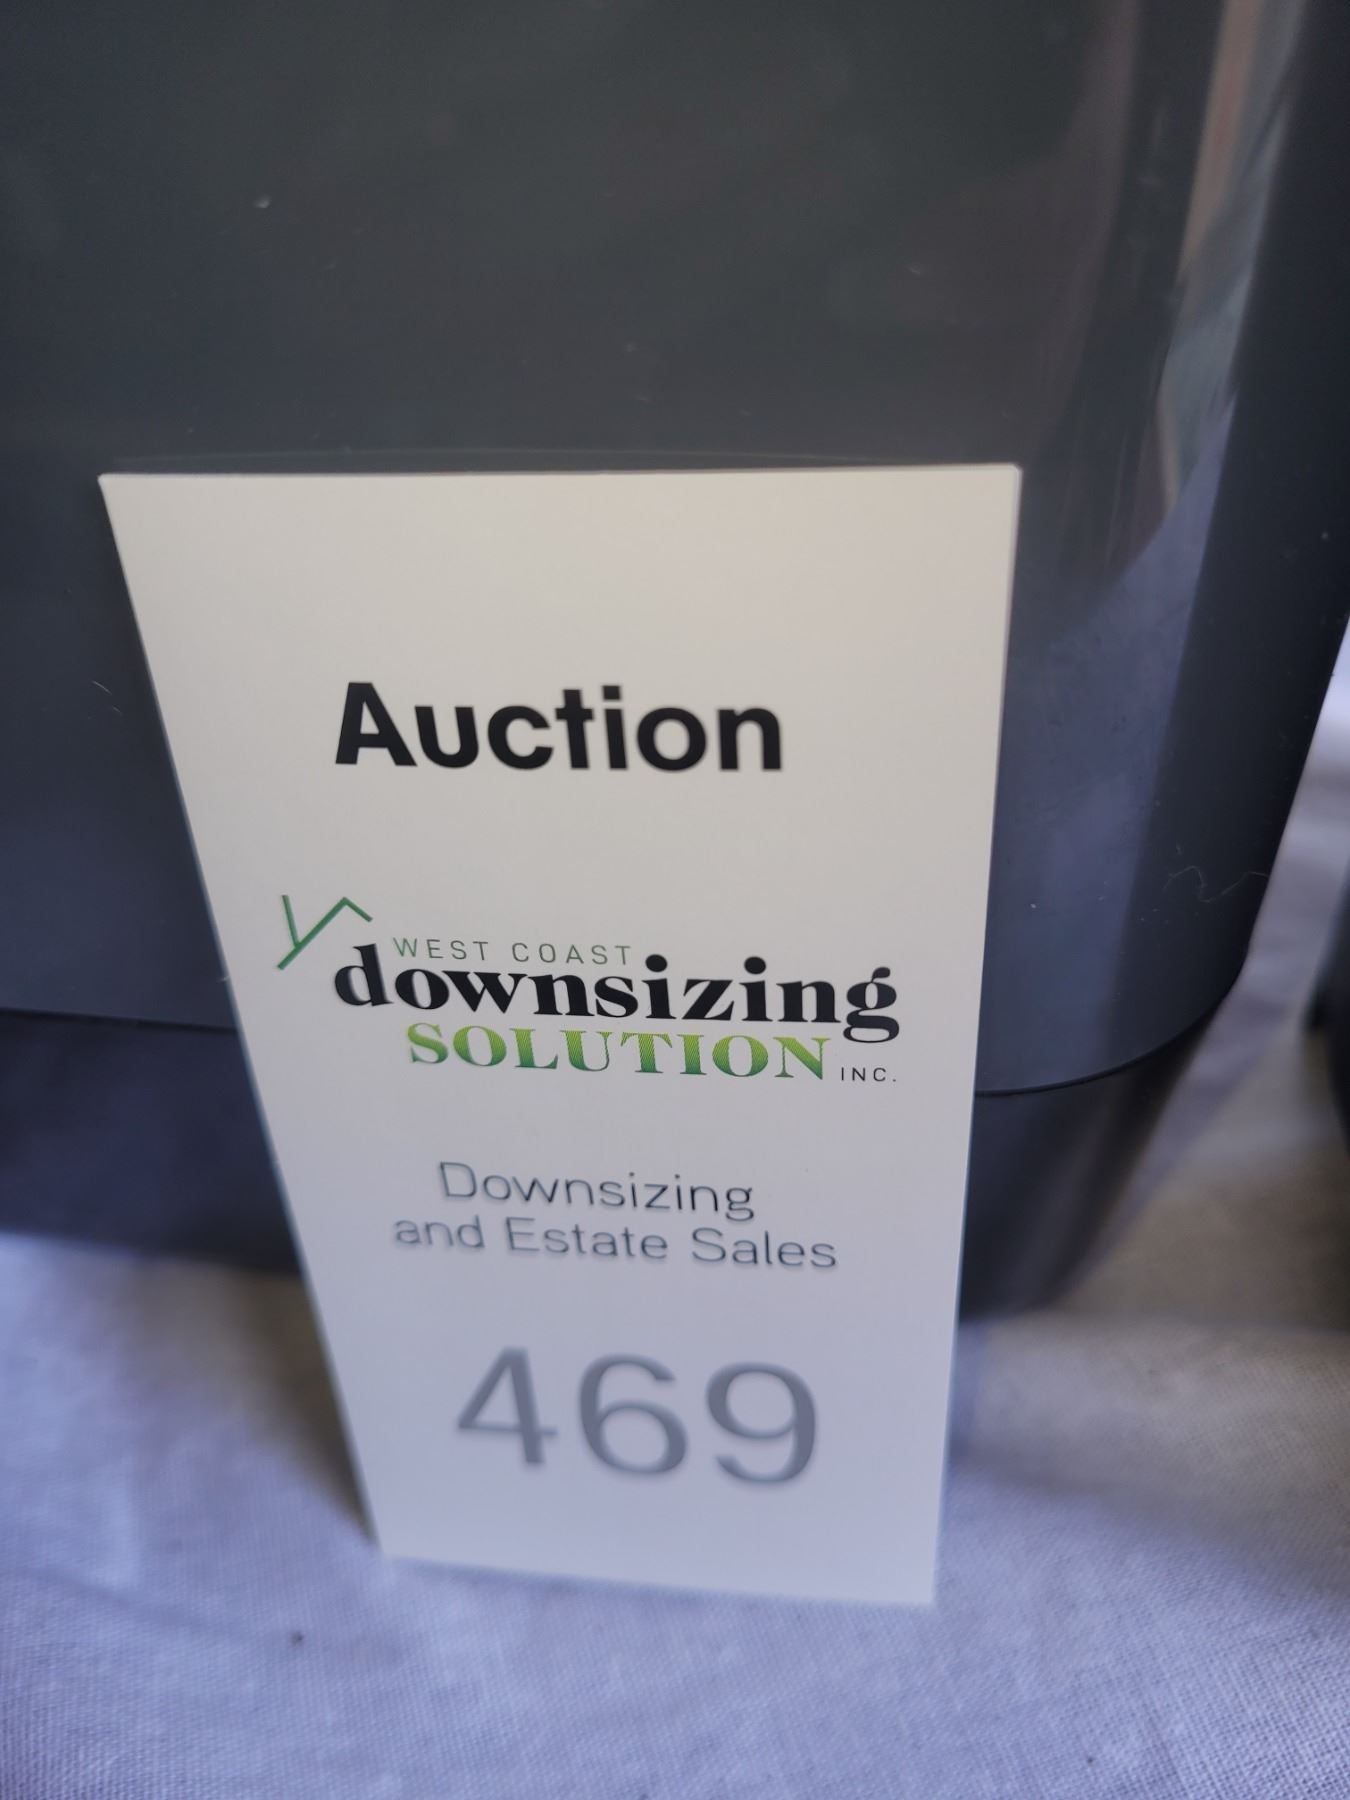 Auction
WEST COAST
downsizing
SOLUTION INC.
Downsizing
and Estate Sales
469